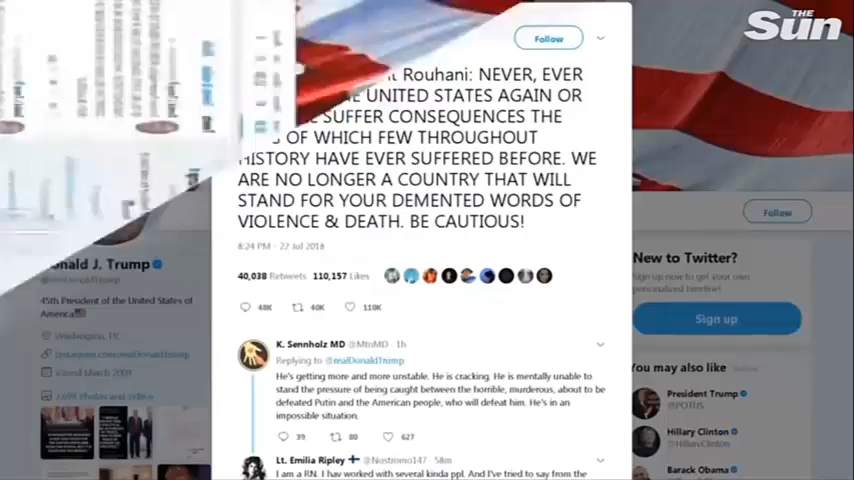 THE
Sun
Follow
t Rouhani: NEVER, EVER
UNITED STATES AGAIN OR
SUFFER CONSEQUENCES THE
OF WHICH FEW THROUGHOUT
HISTORY HAVE EVER SUFFERED BEFORE. WE
ARE NO LONGER A COUNTRY THAT WILL
STAND FOR YOUR DEMENTED WORDS OF
VIOLENCE & DEATH. BE CAUTIOUS!
8:24 PM - 22 Jul 2018
40,038 Retweets 110,157 Likes
48K 40K 110K
K. Sennholz MD @MtnMD · 1h
Replying to @realDonaldTrump
He's getting more and more unstable. He is cracking. He is mentally unable to
stand the pressure of being caught between the horrible, murderous, about to be
defeated Putin and the American people, who will defeat him. He's in an
impossible situation.
39 80 627
Lt. Emilia Ripley @Nostromo147 · 58m
I am a RN. I hav worked with several kinda ppl. And I've tried to say from the
nald J. Trump
45th President of the United States of
America
Washington, DC
Instagram.com/realDonaldTrump
Joined March 2009
Follow
New to Twitter?
Sign up now to get your own
personalized timeline!
Sign up
You may also like
President Trump
@POTUS
Hillary Clinton
@HillaryClinton
Barack Obama